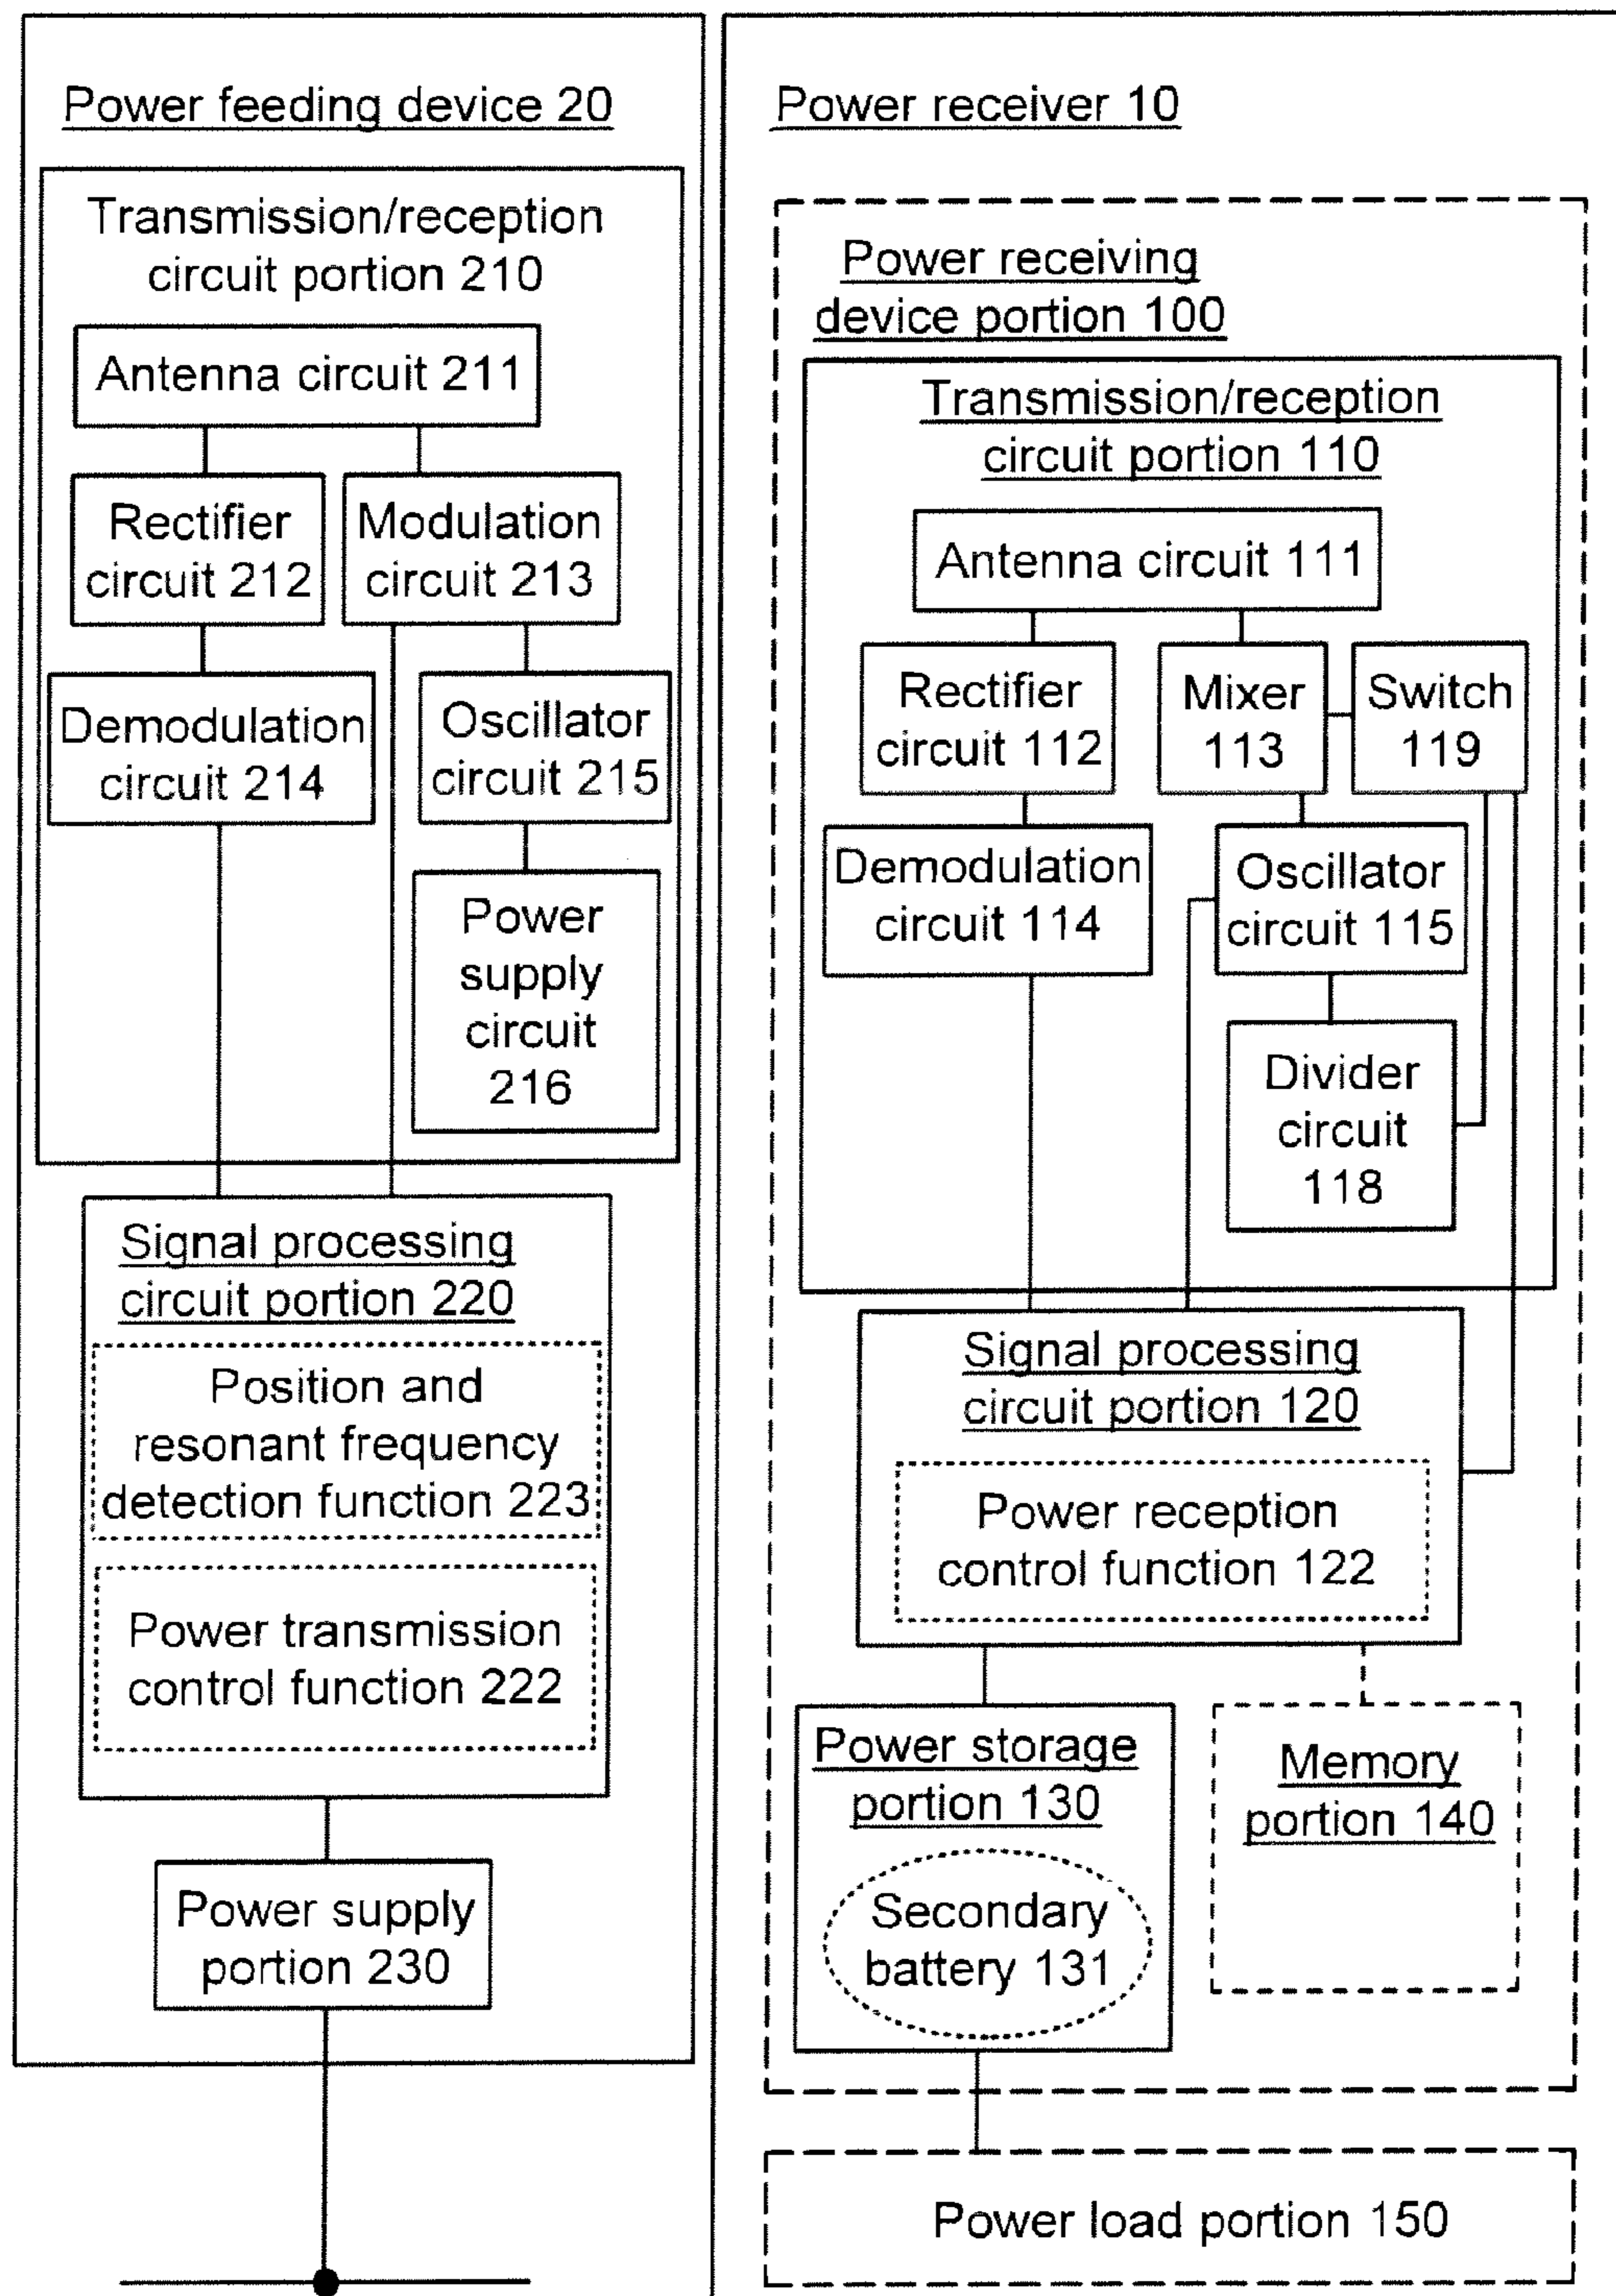 Power feeding device 20
Transmission/reception
circuit portion 210
Antenna circuit 211
Rectifier
circuit 212
Modulation
circuit 213
Demodulation
circuit 214
Oscillator
circuit 215
Power
supply
circuit
216
Signal processing
circuit portion 220
Position and
resonant frequency
detection function 223
Power transmission
control function 222
Power supply
portion 230
Power receiver 10
Power receiving
device portion 100
Transmission/reception
circuit portion 110
Antenna circuit 111
Rectifier
circuit 112
Mixer
113
Switch
119
Demodulation
circuit 114
Oscillator
circuit 115
Divider
circuit
118
Signal processing
circuit portion 120
Power reception
control function 122
Power storage
portion 130
Secondary
battery 131
Memory
portion 140
Power load portion 150